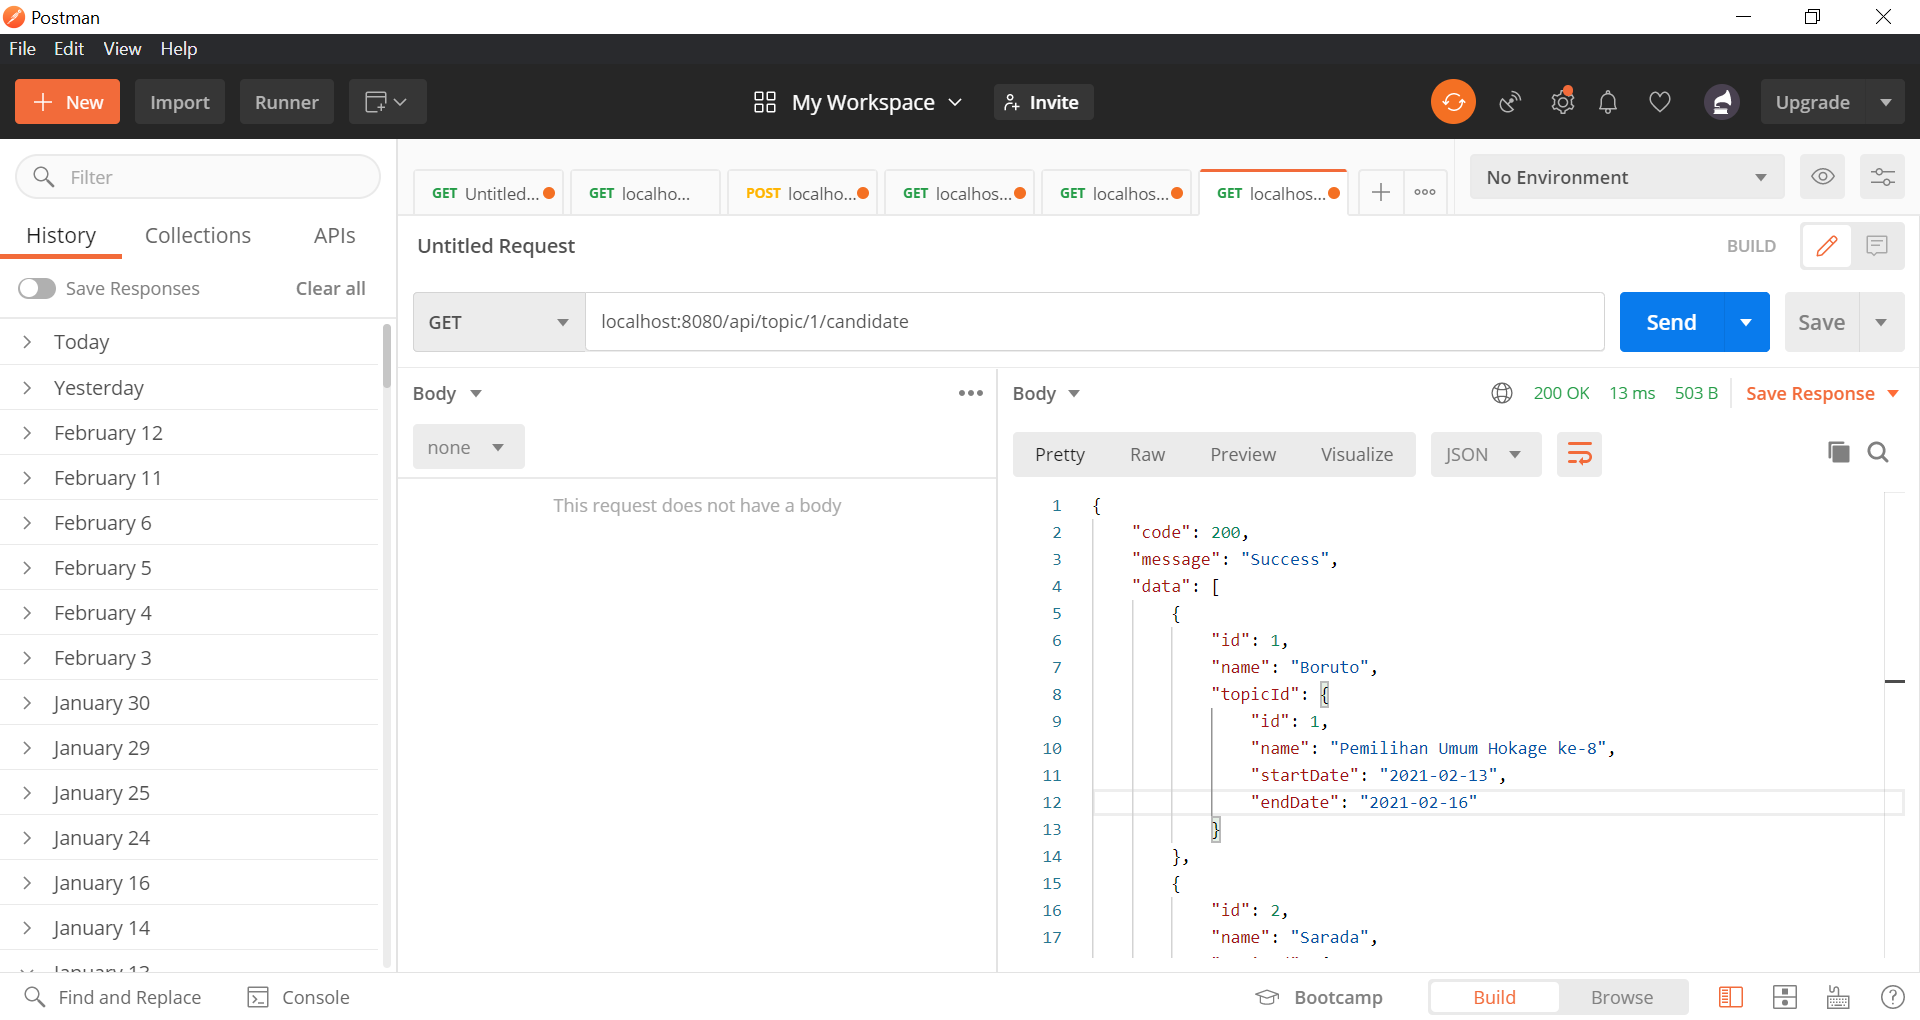 Postman
File Edit View Help
New Import Runner My Workspace Invite Upgrade
Filter
History Collections APIs
Save Responses Clear all
Today
Yesterday
February 12
February 11
February 6
February 5
February 4
February 3
January 30
January 29
January 25
January 24
January 16
January 14
January 13
GET Untitled... GET localho... POST localho... GET localhos... GET localhos... GET localhos...
No Environment
Untitled Request
BUILD
GET localhost:8080/api/topic/1/candidate Send Save
Body
none
This request does not have a body
Body 200 OK 13 ms 503 B Save Response
Pretty Raw Preview Visualize JSON
1 {
2 "code": 200,
3 "message": "Success",
4 "data": [
5 {
6 "id": 1,
7 "name": "Boruto",
8 "topicId": {
9 "id": 1,
10 "name": "Pemilihan Umum Hokage ke-8",
11 "startDate": "2021-02-13",
12 "endDate": "2021-02-16"
13 }
14 },
15 {
16 "id": 2,
17 "name": "Sarada",
Find and Replace Console Bootcamp Build Browse